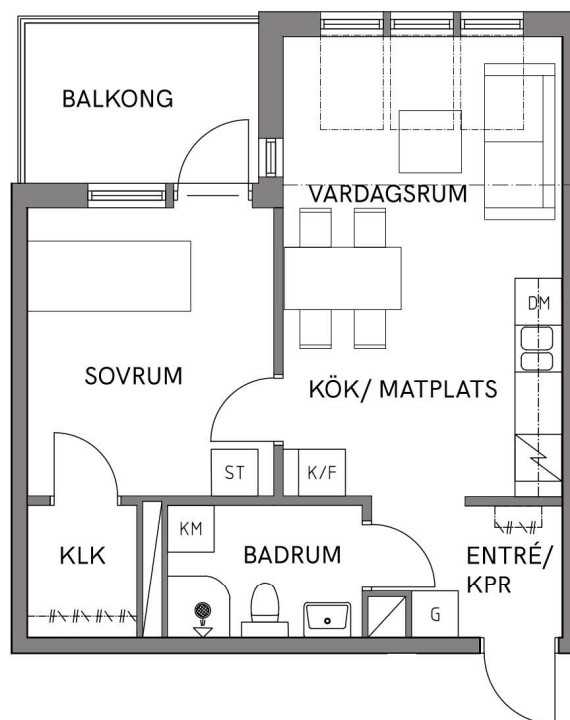 BALKONG
VARDAGSRUM
DM
SOVRUM
KÖK/ MATPLATS
ST
K/F
KM
KLK
BADRUM
ENTRÉ/
KPR
G